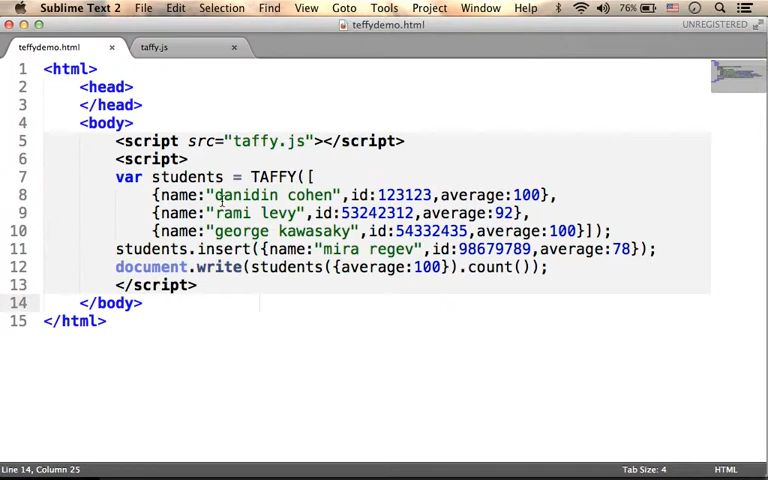 Sublime Text 2 File Edit Selection Find View Goto Tools Project Window Help 76%
teffydemo.html
UNREGISTERED
teffydemo.html × taffy.js ×
1 <html>
2 <head>
3 </head>
4 <body>
5 <script src="taffy.js"></script>
6 <script>
7 var students = TAFFY([
8 {name:"danidin cohen",id:123123,average:100},
9 {name:"rami levy",id:53242312,average:92},
10 {name:"george kawasaky",id:54332435,average:100}]);
11 students.insert({name:"mira regev",id:98679789,average:78});
12 document.write(students({average:100}).count());
13 </script>
14 </body>
15 </html>
Line 14, Column 25 Tab Size: 4 HTML